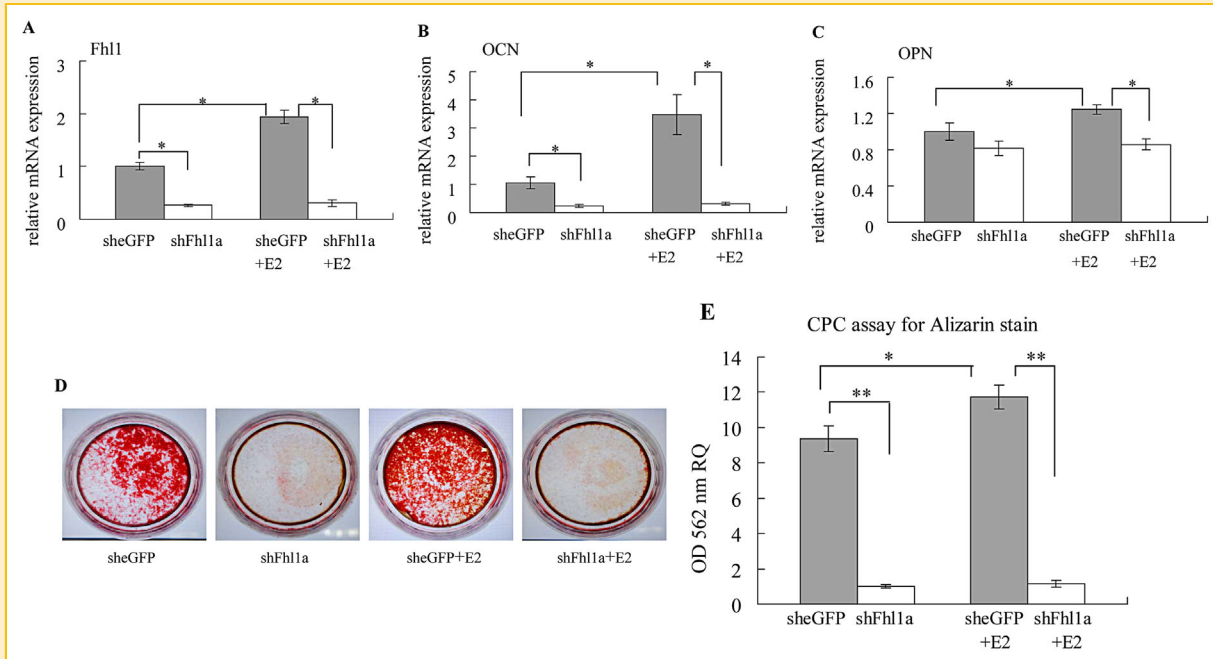 A
Fhl1
relative mRNA expression
3
2
1
0
*
*
*
sheGFP shFhl1a sheGFP shFhl1a
+E2 +E2
B
OCN
relative mRNA expression
5
4
3
2
1
0
*
*
*
sheGFP shFhl1a sheGFP shFhl1a
+E2 +E2
C
OPN
relative mRNA expression
1.6
1.2
0.8
0.4
0
*
*
sheGFP shFhl1a sheGFP shFhl1a
+E2 +E2
D
sheGFP shFhl1a sheGFP+E2 shFhl1a+E2
E
CPC assay for Alizarin stain
OD 562 nm RQ
14
12
10
8
6
4
2
0
*
**
**
sheGFP shFhl1a sheGFP shFhl1a
+E2 +E2